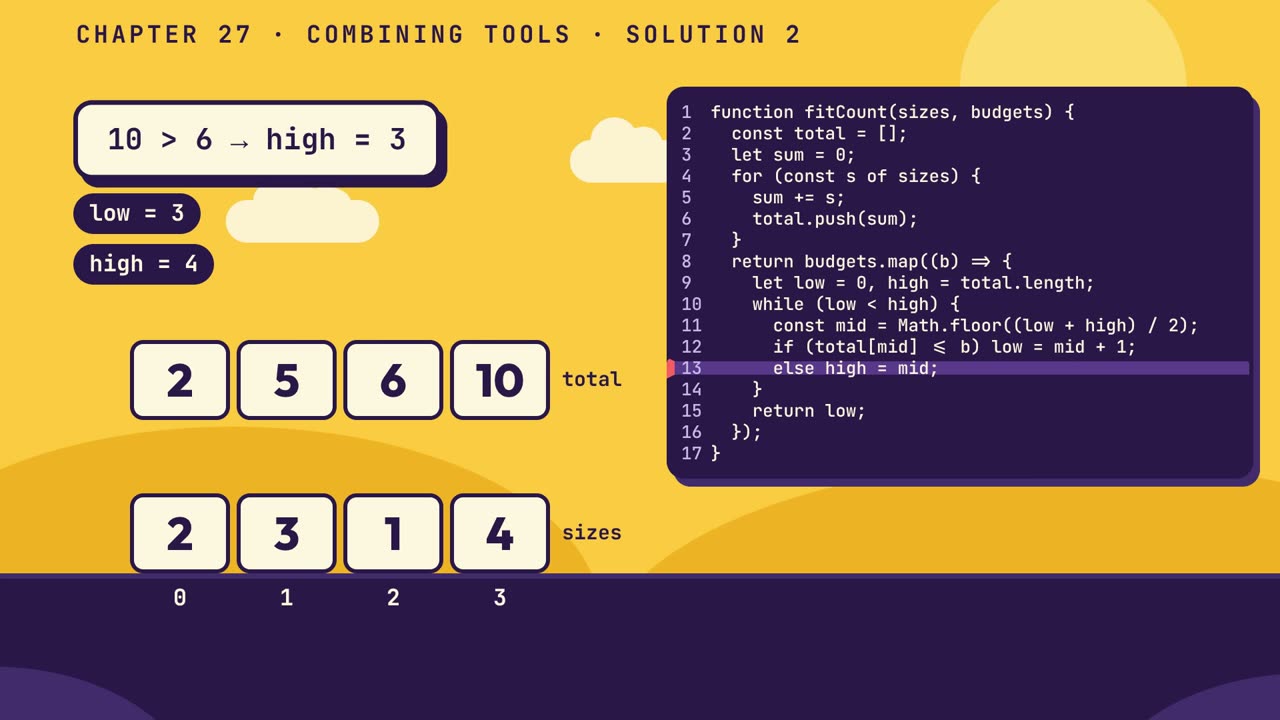 CHAPTER 27 · COMBINING TOOLS · SOLUTION 2
10 > 6 → high = 3
low = 3
high = 4
2 5 6 10 total
2 3 1 4 sizes
0 1 2 3
1 function fitCount(sizes, budgets) {
2 const total = [];
3 let sum = 0;
4 for (const s of sizes) {
5 sum += s;
6 total.push(sum);
7 }
8 return budgets.map((b) => {
9 let low = 0, high = total.length;
10 while (low < high) {
11 const mid = Math.floor((low + high) / 2);
12 if (total[mid] <= b) low = mid + 1;
13 else high = mid;
14 }
15 return low;
16 });
17 }